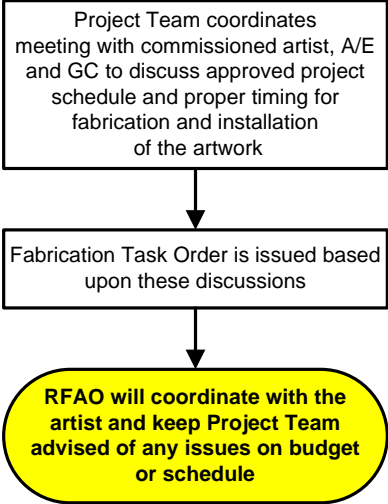 Project Team coordinates
meeting with commissioned artist, A/E
and GC to discuss approved project
schedule and proper timing for
fabrication and installation
of the artwork
Fabrication Task Order is issued based
upon these discussions
RFAO will coordinate with the
artist and keep Project Team
advised of any issues on budget
or schedule